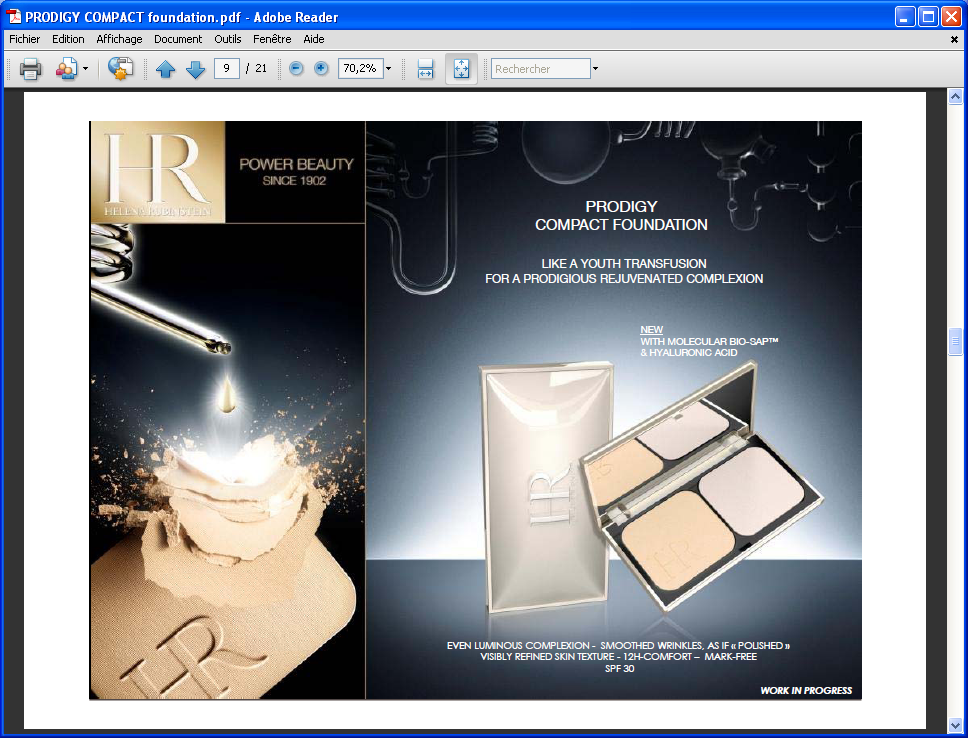 PRODIGY COMPACT foundation.pdf - Adobe Reader
Fichier Edition Affichage Document Outils Fenêtre Aide
9 / 21 70,2% Rechercher
HR
HELENA RUBINSTEIN
POWER BEAUTY
SINCE 1902
PRODIGY
COMPACT FOUNDATION
LIKE A YOUTH TRANSFUSION
FOR A PRODIGIOUS REJUVENATED COMPLEXION
NEW
WITH MOLECULAR BIO-SAP™
& HYALURONIC ACID
HR
HR
HR
EVEN LUMINOUS COMPLEXION - SMOOTHED WRINKLES, AS IF « POLISHED »
VISIBLY REFINED SKIN TEXTURE - 12H-COMFORT – MARK-FREE
SPF 30
WORK IN PROGRESS